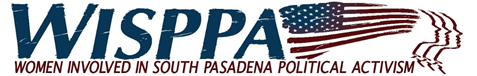 WISPPA
WOMEN INVOLVED IN SOUTH PASADENA POLITICAL ACTIVISM